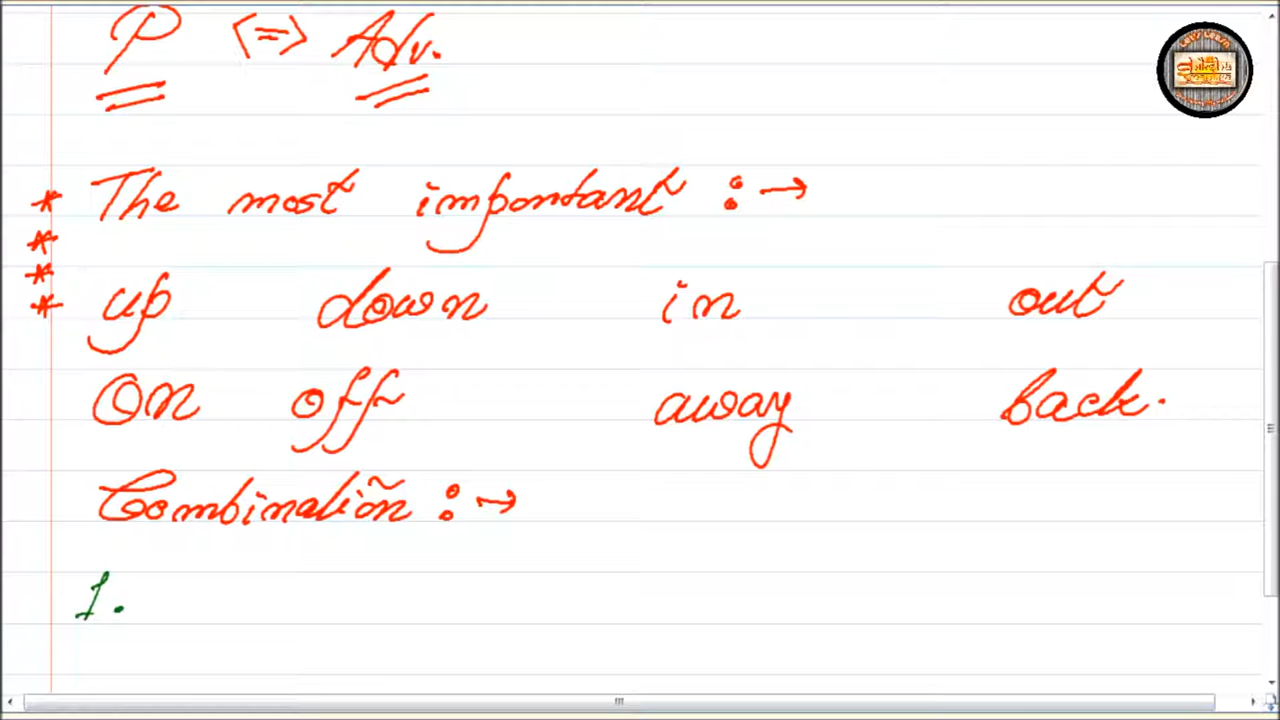 P <=> Adv.
* The most important :→
*
*
* up down in out
On off away back.
Combination :→
1.